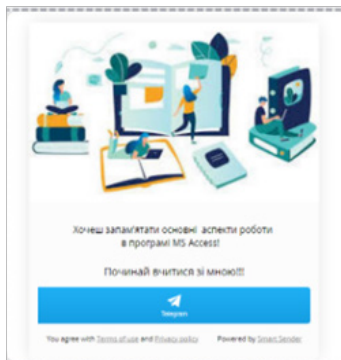 Хочеш запам'ятати основні аспекти роботи
в програмі MS Access!
Починай вчитися зі мною!!!
Telegram
You agree with Terms of use and Privacy policy
Powered by Smart Sender